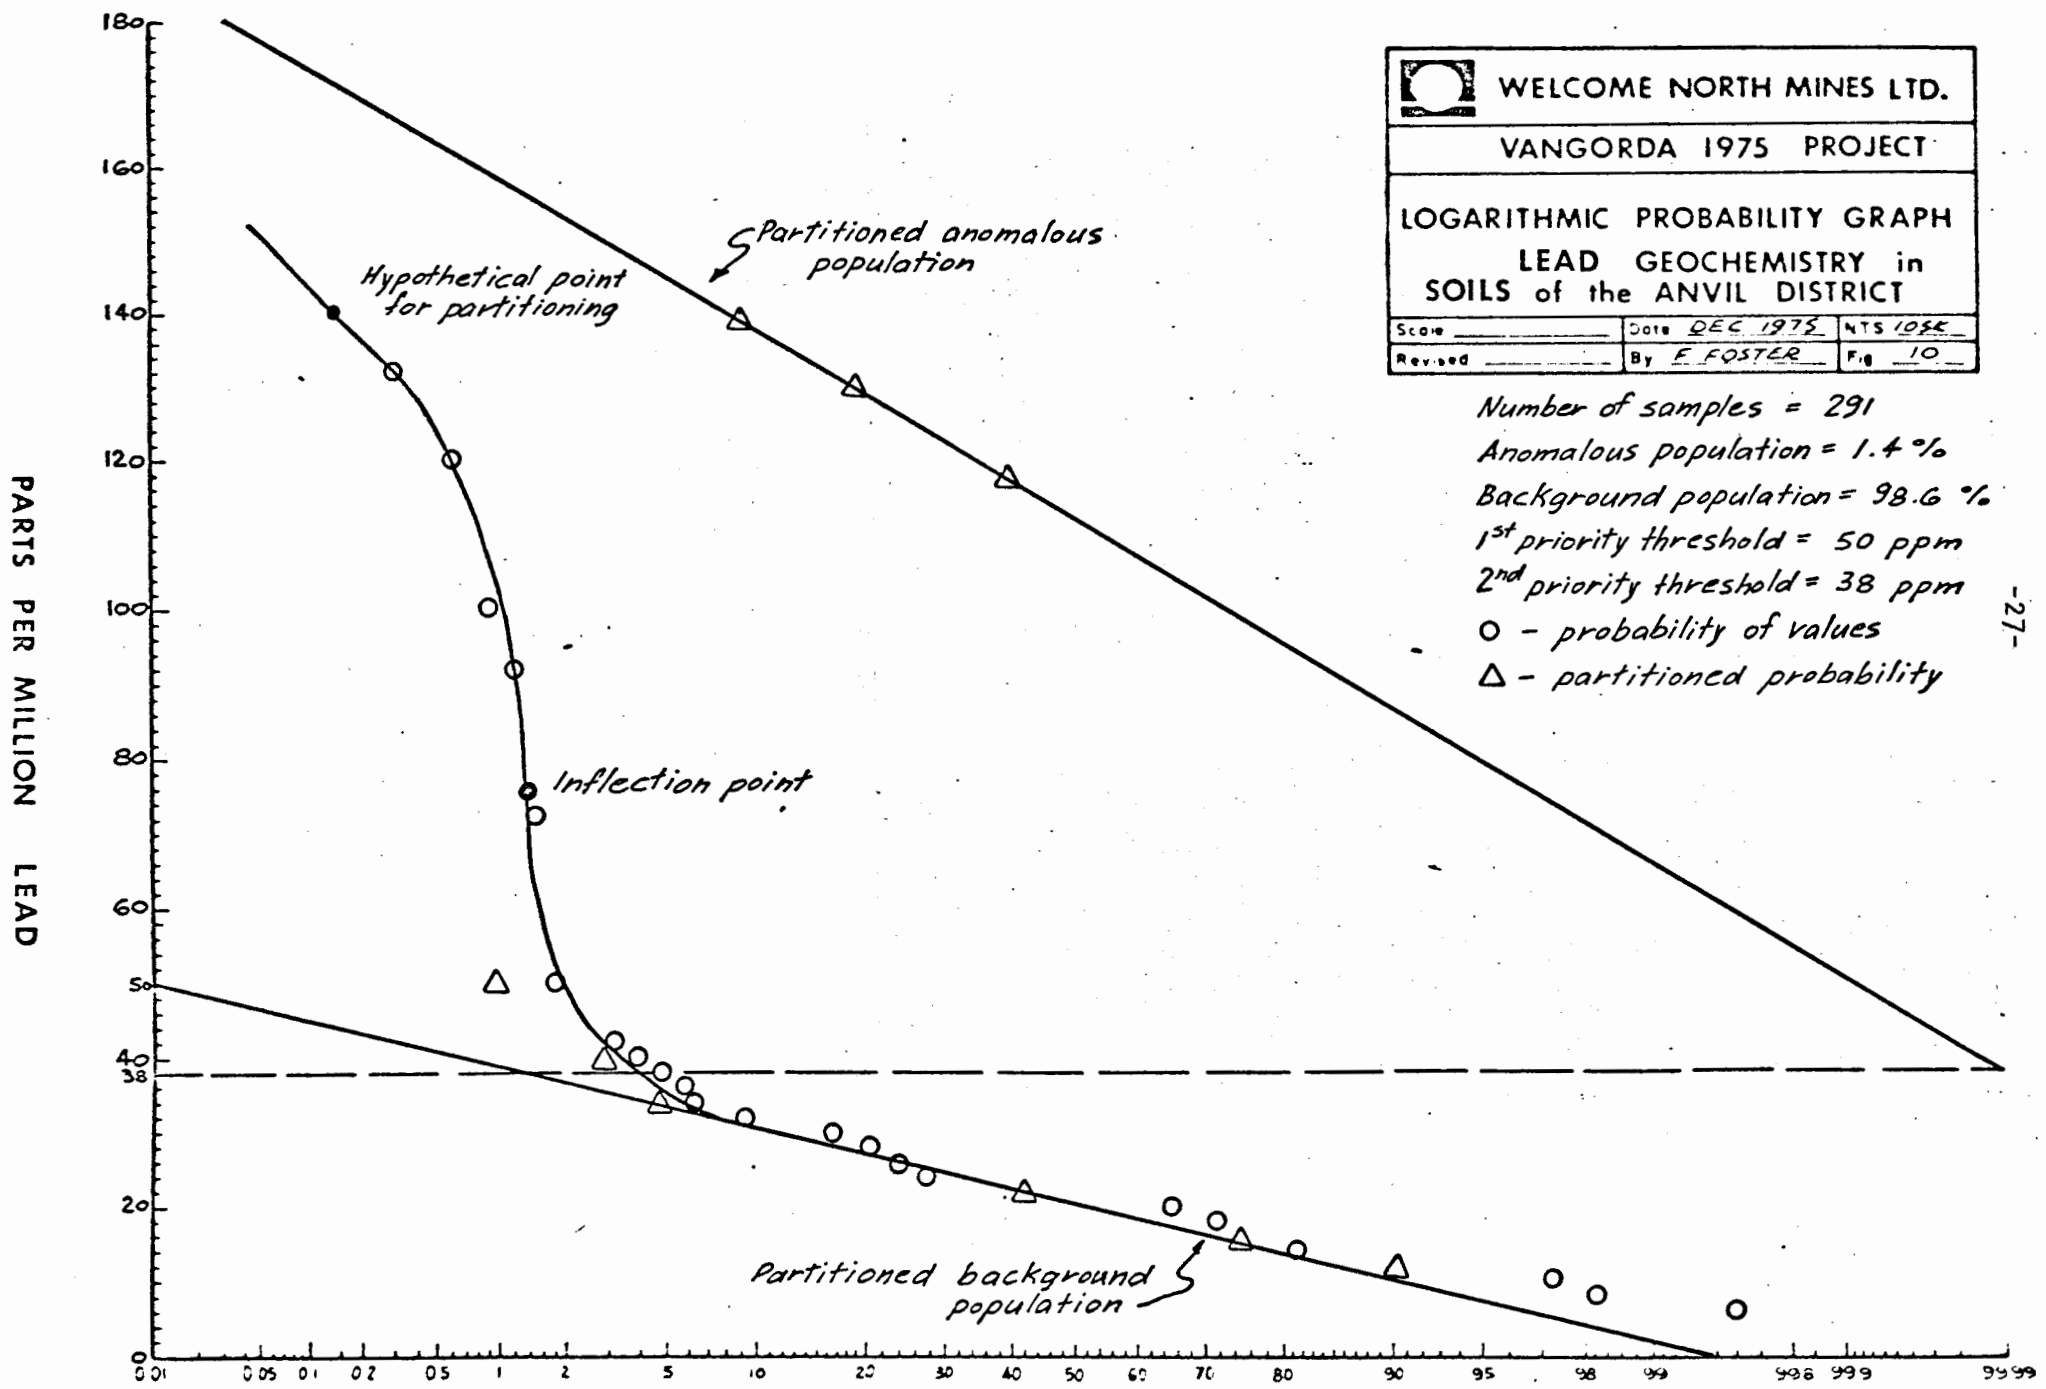 WELCOME NORTH MINES LTD.
VANGORDA 1975 PROJECT
LOGARITHMIC PROBABILITY GRAPH
LEAD GEOCHEMISTRY in
SOILS of the ANVIL DISTRICT
Scale Date DEC 1975 NTS 105K
Revised By F FOSTER Fig 10
Number of samples = 291
Anomalous population = 1.4 %
Background population = 98.6 %
1st priority threshold = 50 ppm
2nd priority threshold = 38 ppm
O - probability of values
△ - partitioned probability
-27-
Partitioned anomalous
population
Hypothetical point
for partitioning
Inflection point
Partitioned background
population
PARTS PER MILLION LEAD
180
160
140
120
100
80
60
50
40
38
20
0
0.01 0.05 0.1 0.2 0.5 1 2 5 10 20 30 40 50 60 70 80 90 95 98 99 99.8 99.9 99.99